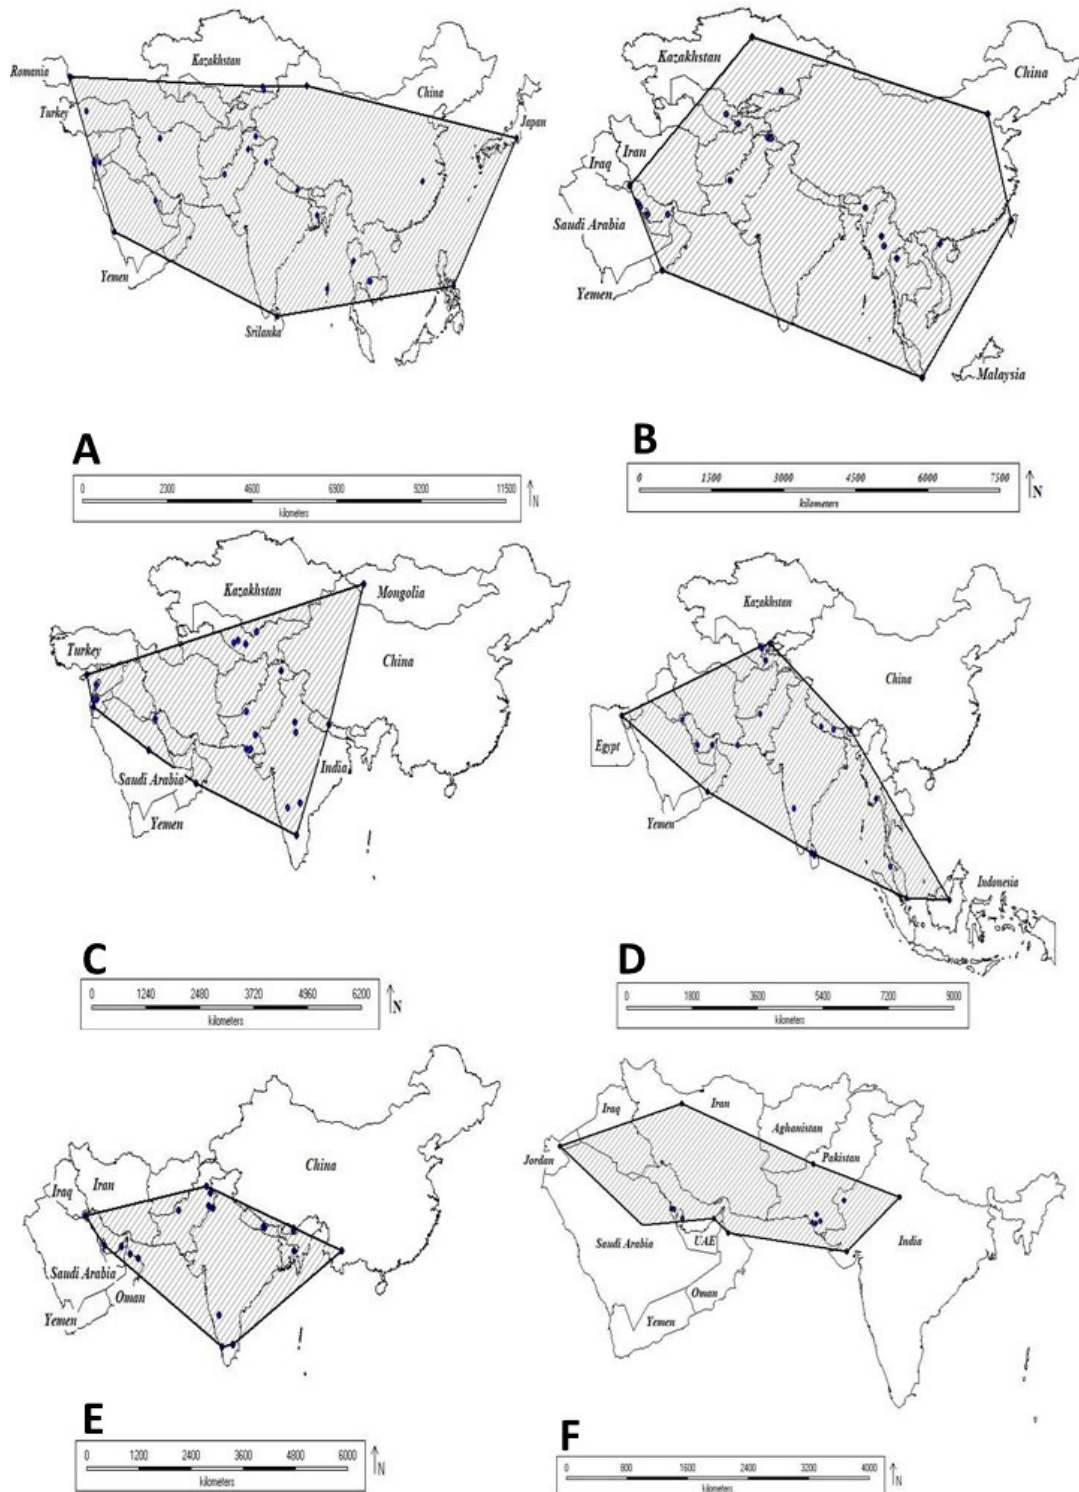 Kazakhstan
Romania
China
Turkey
Japan
Yemen
Srilanka
A
0 2300 4600 6900 9200 11500
kilometers
N
Kazakhstan
China
Iran
Iraq
Saudi Arabia
Yemen
Malaysia
B
0 1500 3000 4500 6000 7500
kilometers
N
Kazakhstan
Mongolia
Turkey
China
Saudi Arabia
India
Yemen
C
0 1240 2480 3720 4960 6200
kilometers
N
Kazakhstan
China
Egypt
Yemen
Indonesia
D
0 1800 3600 5400 7200 9000
kilometers
N
China
Iraq
Iran
Saudi Arabia
Oman
Yemen
E
0 1200 2400 3600 4800 6000
kilometers
N
Iraq
Iran
Aghanistan
Jordan
Pakistan
Saudi Arabia
UAE
India
Oman
Yemen
F
0 800 1600 2400 3200 4000
kilometers
N